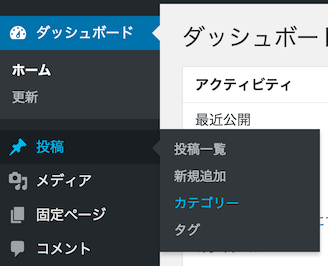 ダッシュボード
ホーム
更新
投稿
メディア
固定ページ
コメント
ダッシュボード
アクティビティ
最近公開
投稿一覧
新規追加
カテゴリー
タグ